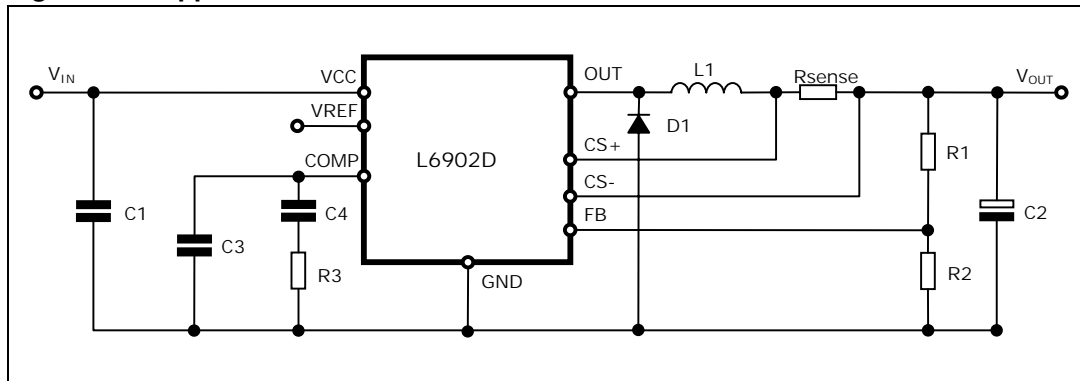 VIN
VCC
VREF
COMP
L6902D
OUT
L1
Rsense
VOUT
D1
CS+
CS-
FB
R1
R2
C2
C1
C3
C4
R3
GND